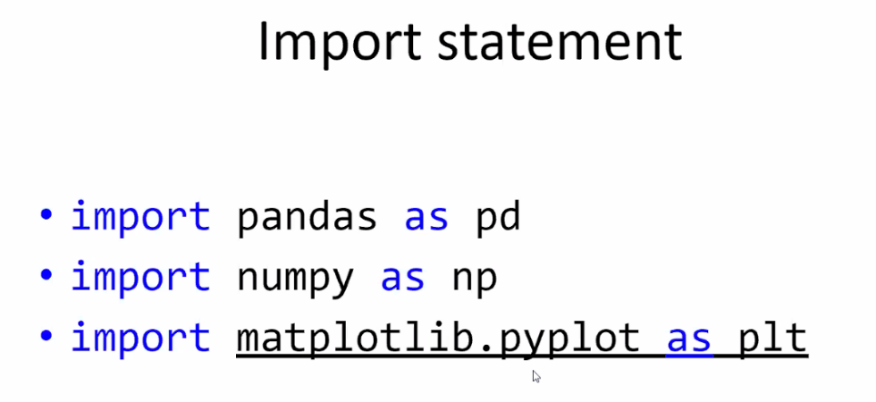 Import statement
• import pandas as pd
• import numpy as np
• import matplotlib.pyplot as plt